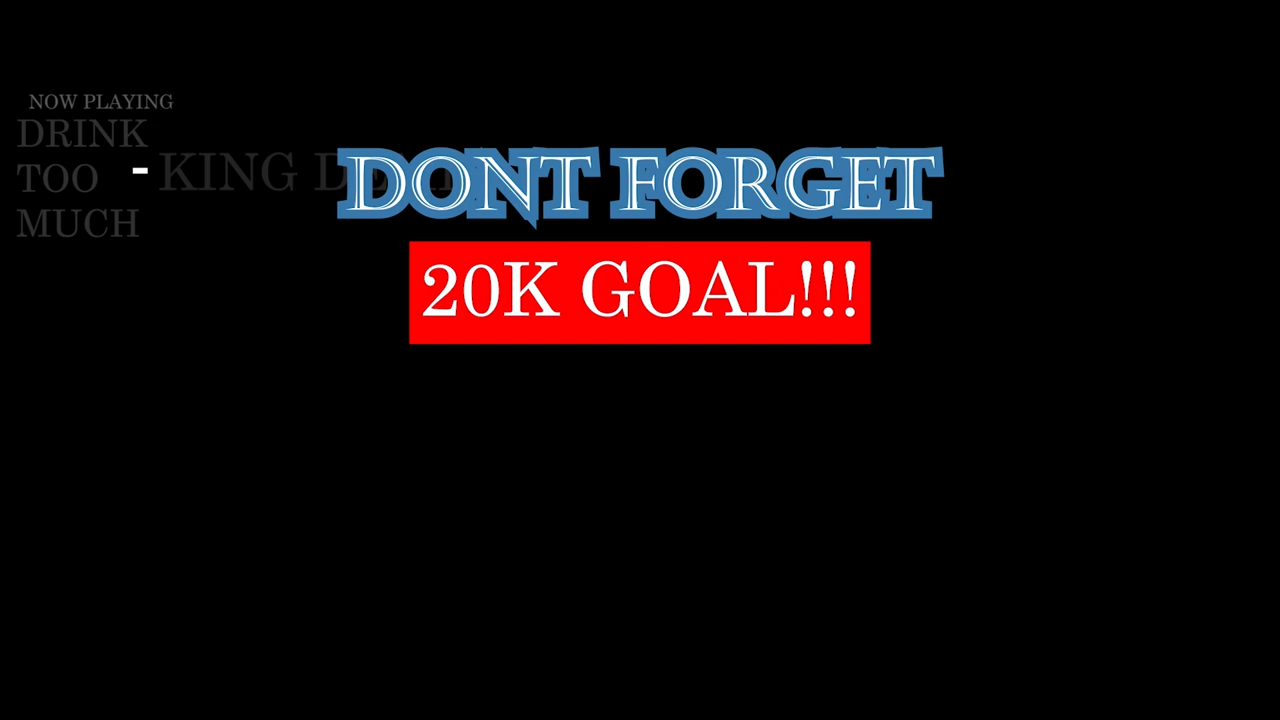 NOW PLAYING
DRINK
TOO
MUCH
- KING
DONT FORGET
20K GOAL!!!